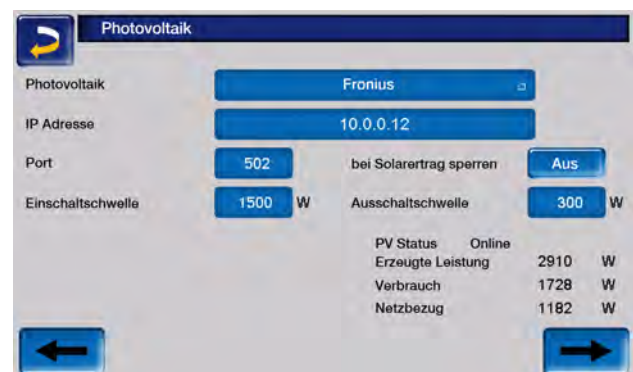 Photovoltaik
Photovoltaik Fronius
IP Adresse 10.0.0.12
Port 502 bei Solarertrag sperren Aus
Einschaltschwelle 1500 W Ausschaltschwelle 300 W
PV Status Online
Erzeugte Leistung 2910 W
Verbrauch 1728 W
Netzbezug 1182 W